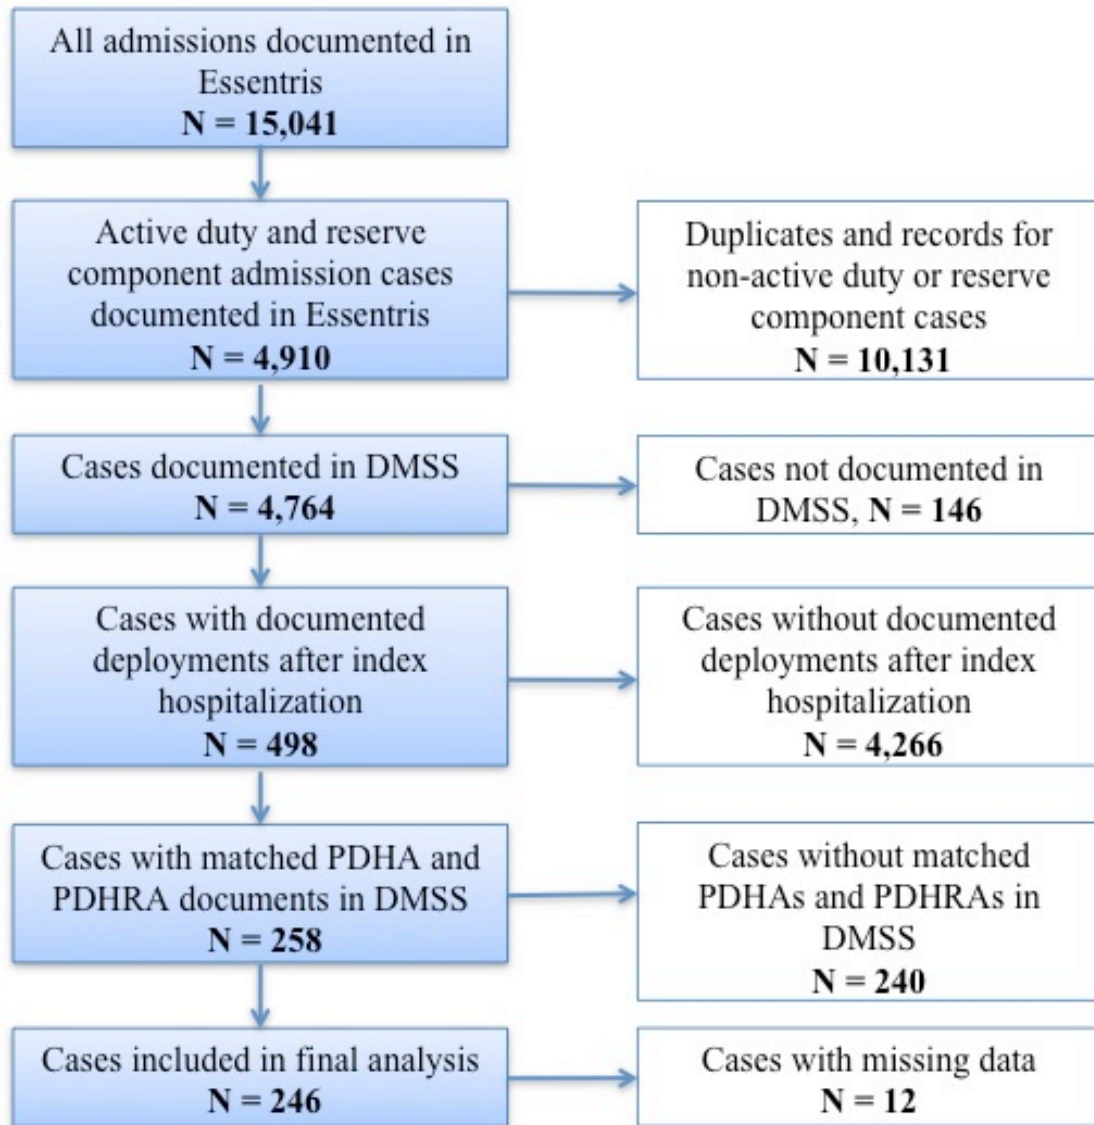 All admissions documented in
Essentris
N = 15,041
Active duty and reserve
component admission cases
documented in Essentris
N = 4,910
Duplicates and records for
non-active duty or reserve
component cases
N = 10,131
Cases documented in DMSS
N = 4,764
Cases not documented in
DMSS, N = 146
Cases with documented
deployments after index
hospitalization
N = 498
Cases without documented
deployments after index
hospitalization
N = 4,266
Cases with matched PDHA and
PDHRA documents in DMSS
N = 258
Cases without matched
PDHAs and PDHRAs in
DMSS
N = 240
Cases included in final analysis
N = 246
Cases with missing data
N = 12